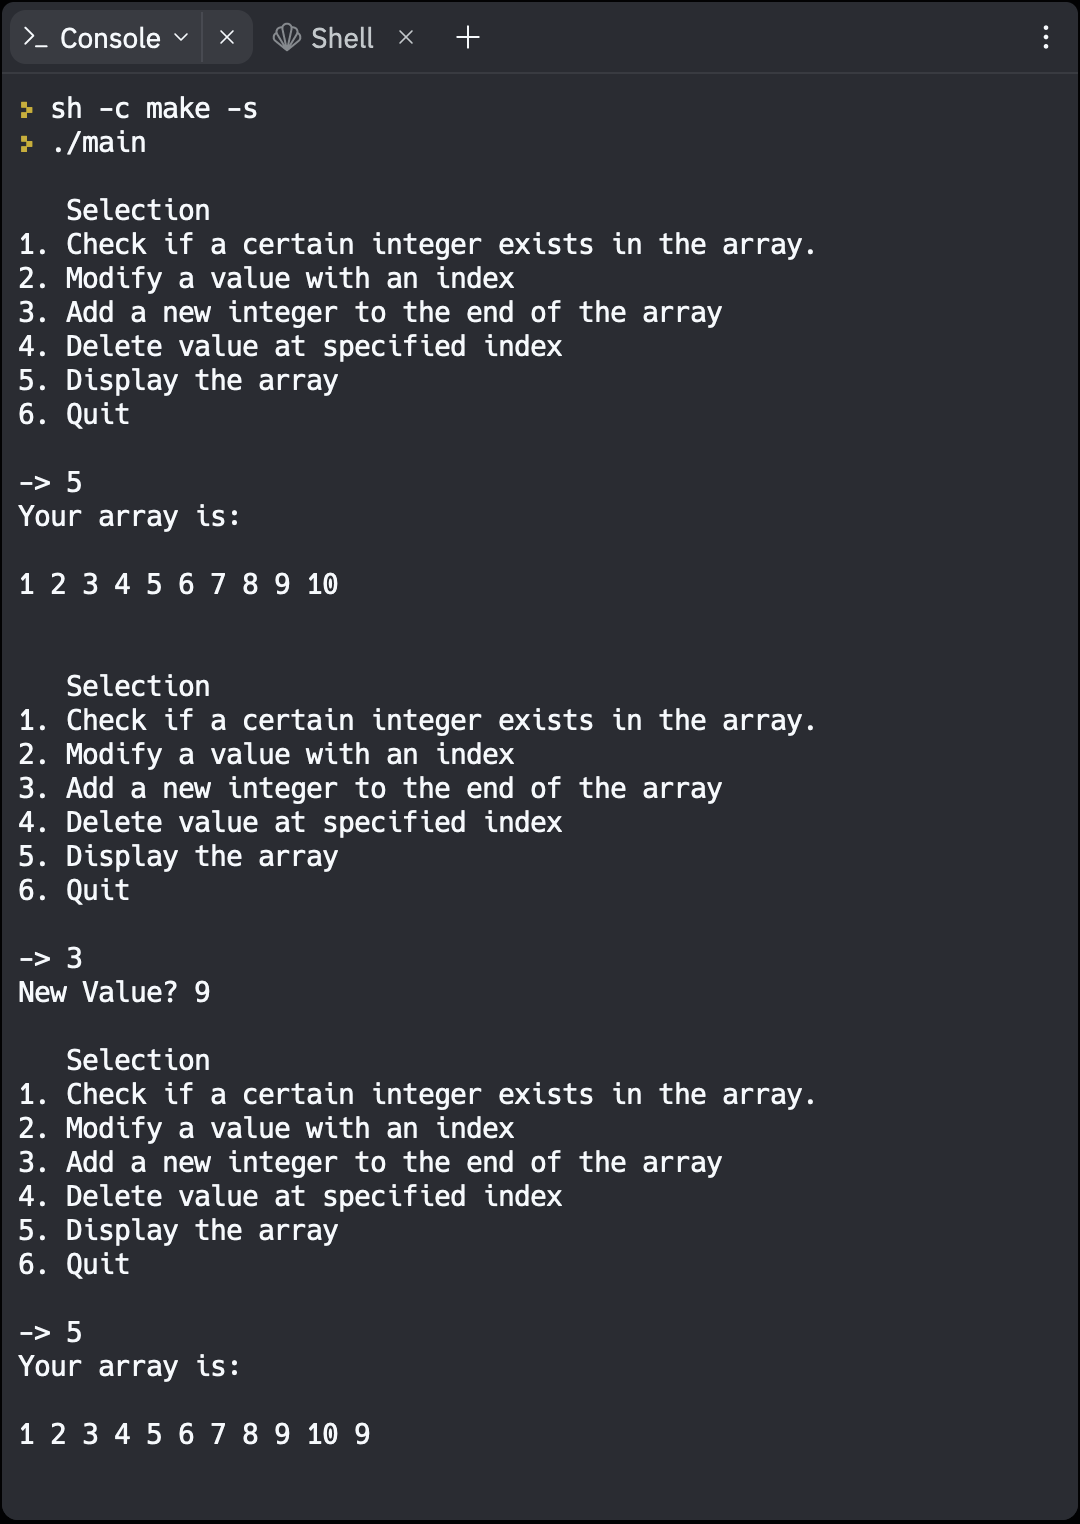 Console Shell
sh -c make -s
./main
Selection
1. Check if a certain integer exists in the array.
2. Modify a value with an index
3. Add a new integer to the end of the array
4. Delete value at specified index
5. Display the array
6. Quit
-> 5
Your array is:
1 2 3 4 5 6 7 8 9 10
Selection
1. Check if a certain integer exists in the array.
2. Modify a value with an index
3. Add a new integer to the end of the array
4. Delete value at specified index
5. Display the array
6. Quit
-> 3
New Value? 9
Selection
1. Check if a certain integer exists in the array.
2. Modify a value with an index
3. Add a new integer to the end of the array
4. Delete value at specified index
5. Display the array
6. Quit
-> 5
Your array is:
1 2 3 4 5 6 7 8 9 10 9